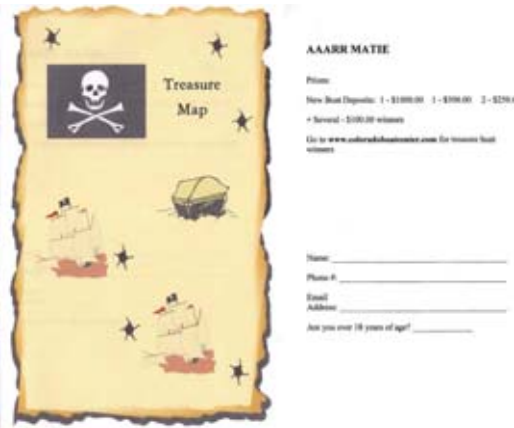 Treasure
Map
AAARR MATIE
Prizes:
New Boat Deposits: 1 - $1000.00 1 - $500.00 2 - $250.
+ Several - $100.00 winners
Go to www.coloradoboatcenter.com for treasure hunt
winners
Name:
Phone #:
Email
Address:
Are you over 18 years of age?